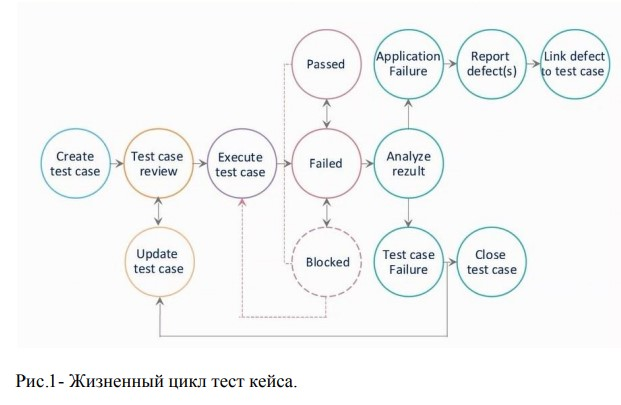 Passed
Application
Failure
Report
defect(s)
Link defect
to test case
Create
test case
Test case
review
Execute
test case
Failed
Analyze
rezult
Update
test case
Blocked
Test case
Failure
Close
test case
Рис.1- Жизненный цикл тест кейса.